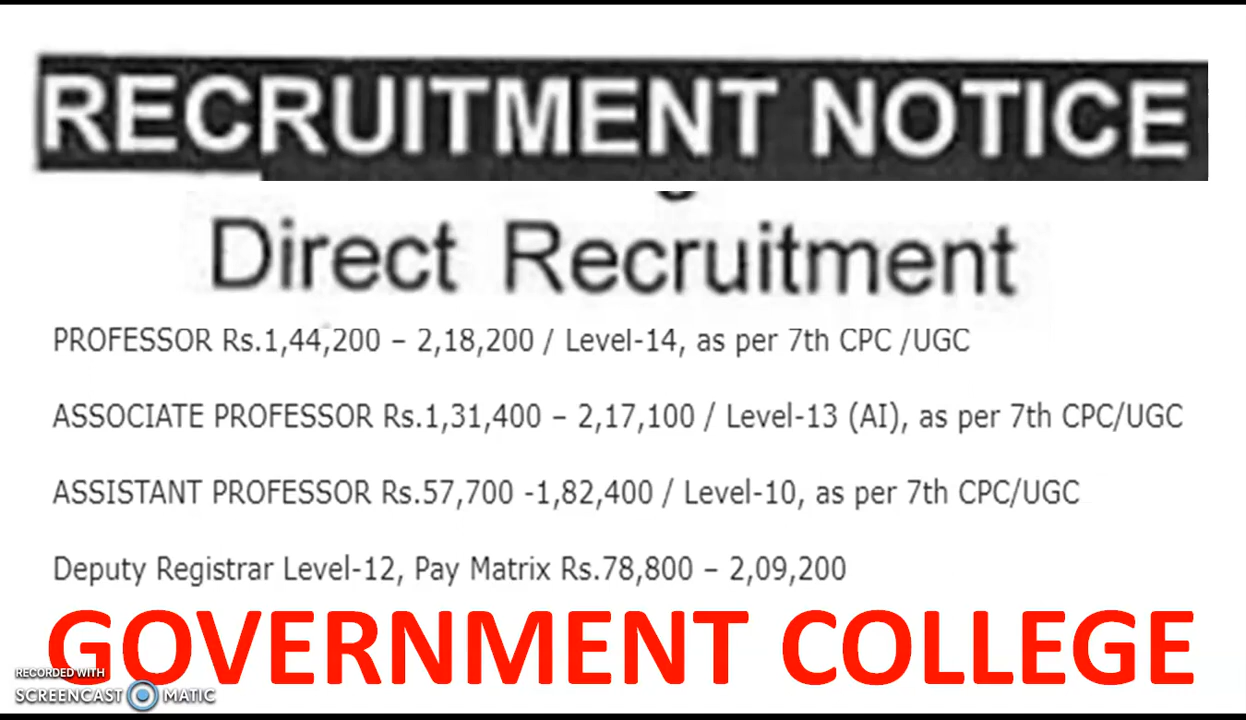 RECRUITMENT NOTICE
Direct Recruitment
PROFESSOR Rs.1,44,200 – 2,18,200 / Level-14, as per 7th CPC /UGC
ASSOCIATE PROFESSOR Rs.1,31,400 – 2,17,100 / Level-13 (AI), as per 7th CPC/UGC
ASSISTANT PROFESSOR Rs.57,700 -1,82,400 / Level-10, as per 7th CPC/UGC
Deputy Registrar Level-12, Pay Matrix Rs.78,800 – 2,09,200
GOVERNMENT COLLEGE
RECORDED WITH
SCREENCAST MATIC